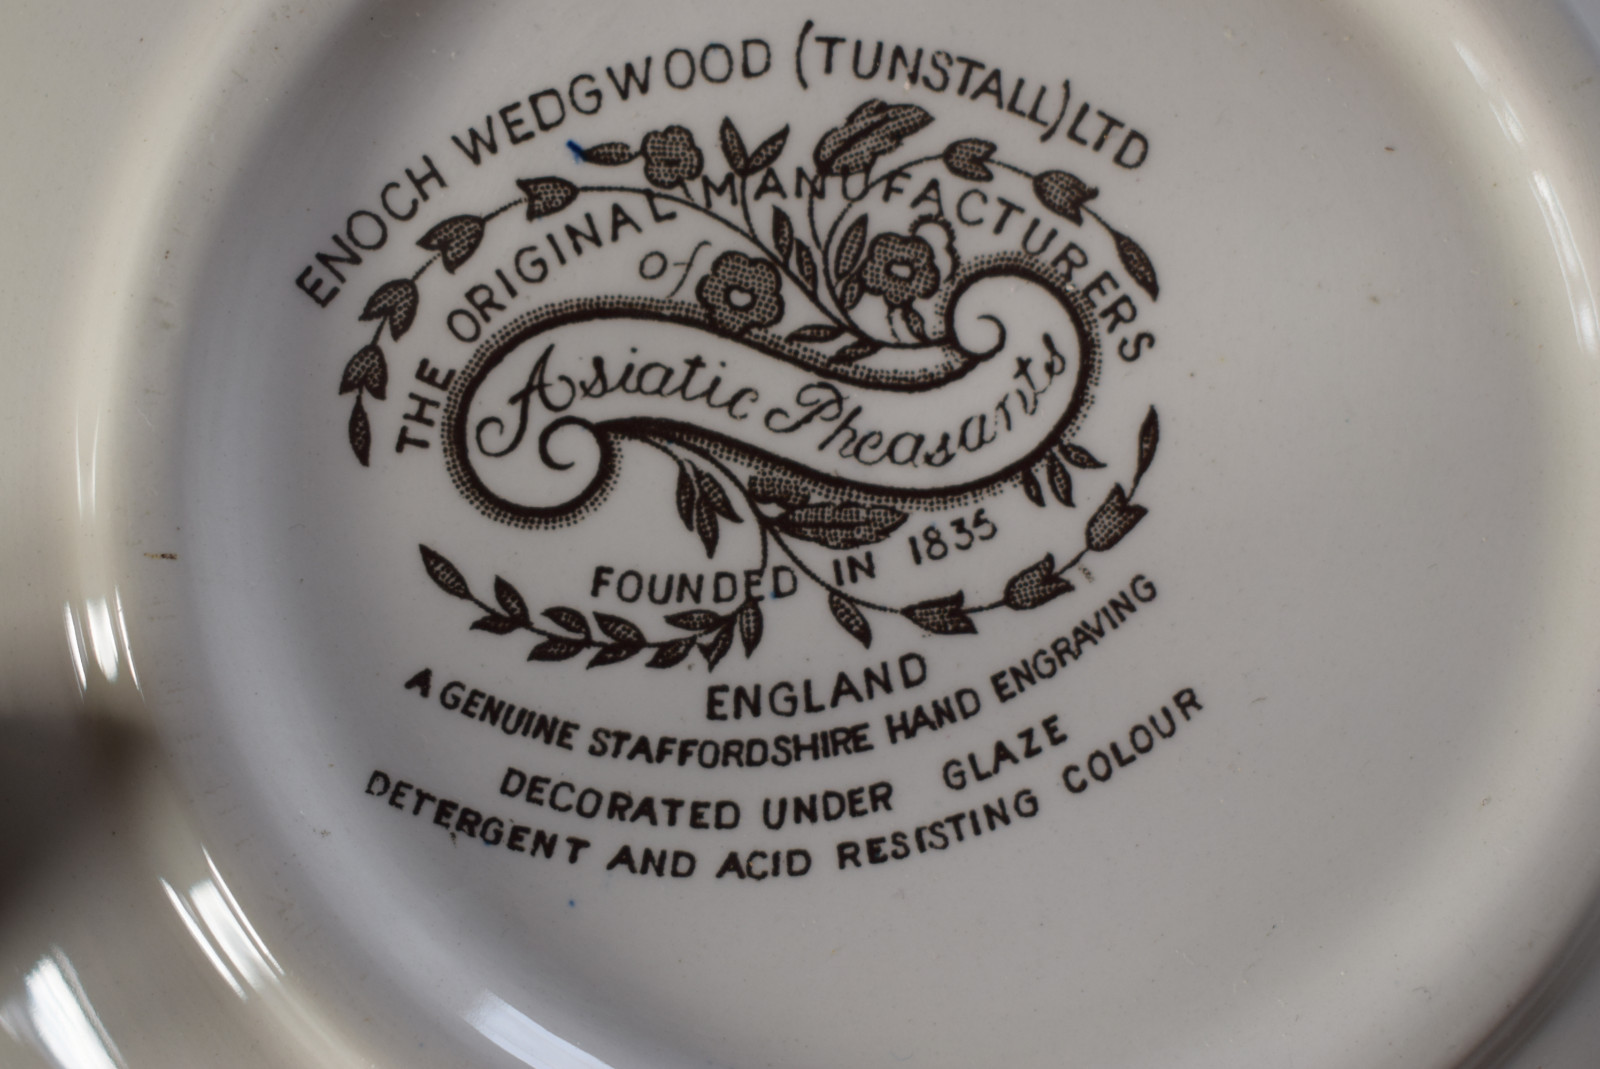 ENOCH WEDGWOOD (TUNSTALL) LTD
THE ORIGINAL MANUFACTURERS
of
Asiatic Pheasants
FOUNDED IN 1835
ENGLAND
A GENUINE STAFFORDSHIRE HAND ENGRAVING
DECORATED UNDER GLAZE
DETERGENT AND ACID RESISTING COLOUR